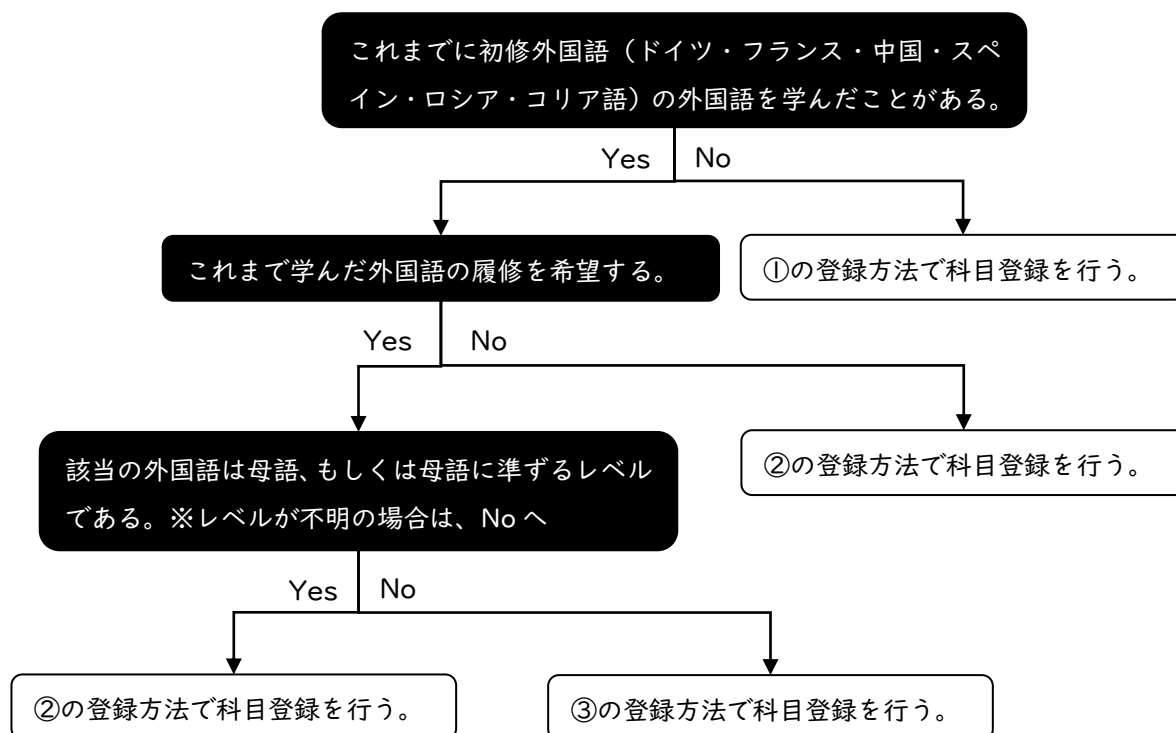 これまでに初修外国語（ドイツ・フランス・中国・スペ
イン・ロシア・コリア語）の外国語を学んだことがある。
Yes
No
これまで学んだ外国語の履修を希望する。
①の登録方法で科目登録を行う。
Yes
No
該当の外国語は母語、もしくは母語に準ずるレベル
である。※レベルが不明の場合は、No へ
②の登録方法で科目登録を行う。
Yes
No
②の登録方法で科目登録を行う。
③の登録方法で科目登録を行う。